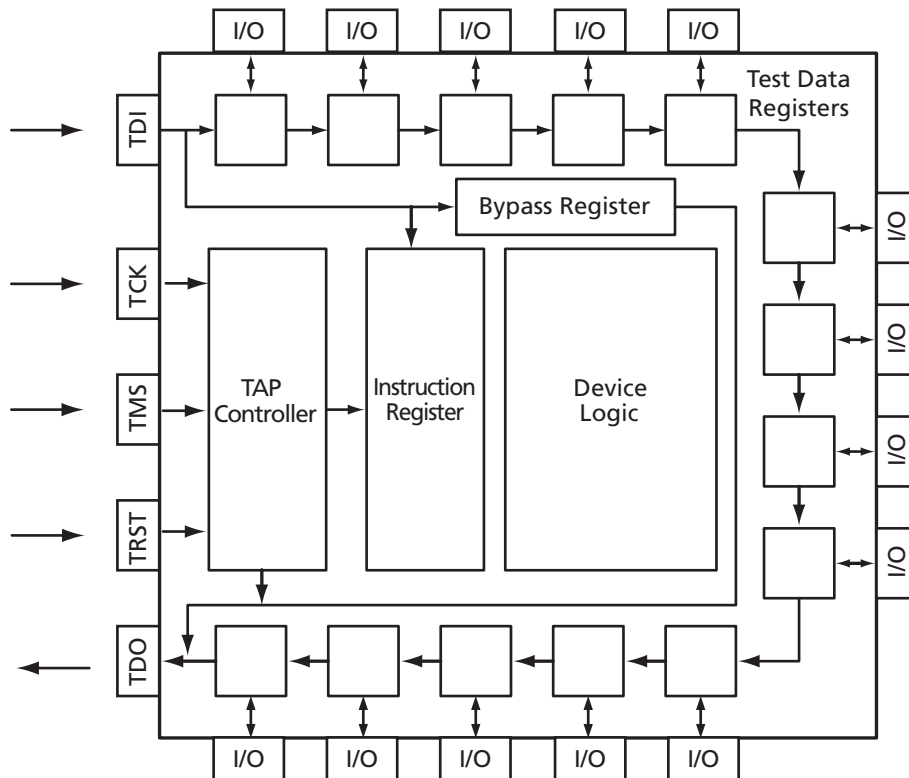 I/O
I/O
I/O
I/O
I/O
Test Data
Registers
TDI
Bypass Register
I/O
TCK
TAP
Controller
Instruction
Register
Device
Logic
I/O
TMS
I/O
TRST
I/O
TDO
I/O
I/O
I/O
I/O
I/O